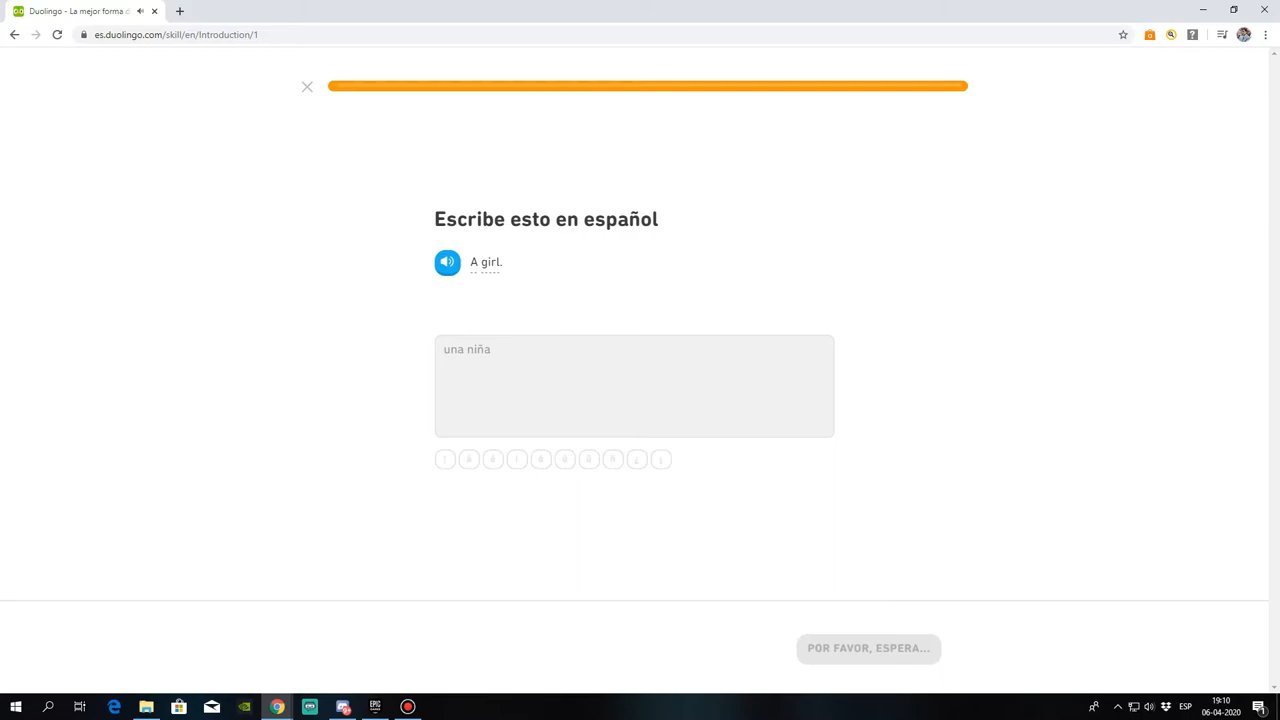 Duolingo - La mejor forma d
es.duolingo.com/skill/en/Introduction/1
Escribe esto en español
A girl.
una niña
POR FAVOR, ESPERA...
EPIC
ESP
19:10
06-04-2020